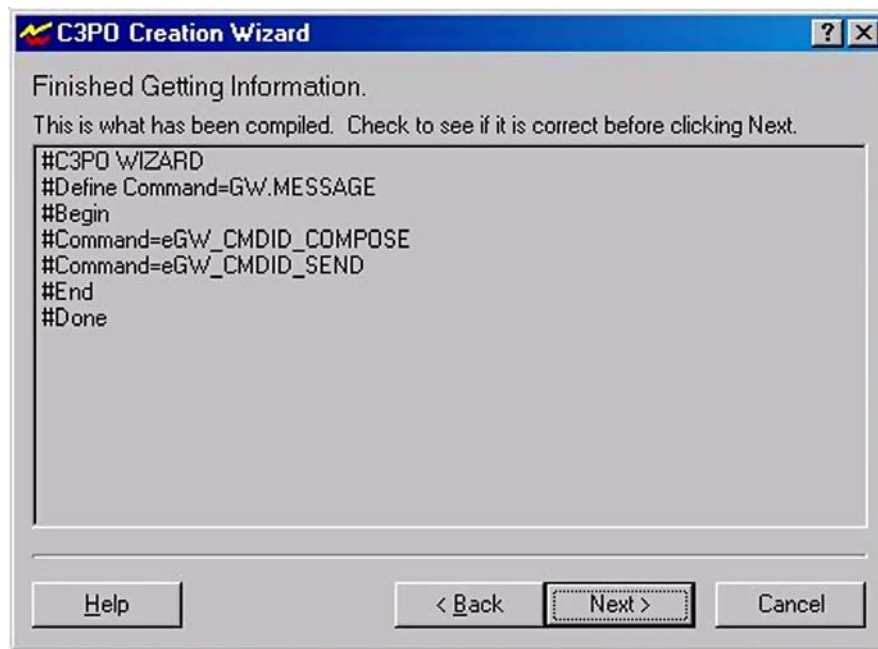 C3PO Creation Wizard
Finished Getting Information.
This is what has been compiled. Check to see if it is correct before clicking Next.
#C3PO WIZARD
#Define Command=GW.MESSAGE
#Begin
#Command=eGW_CMDID_COMPOSE
#Command=eGW_CMDID_SEND
#End
#Done
Help
< Back
Next >
Cancel